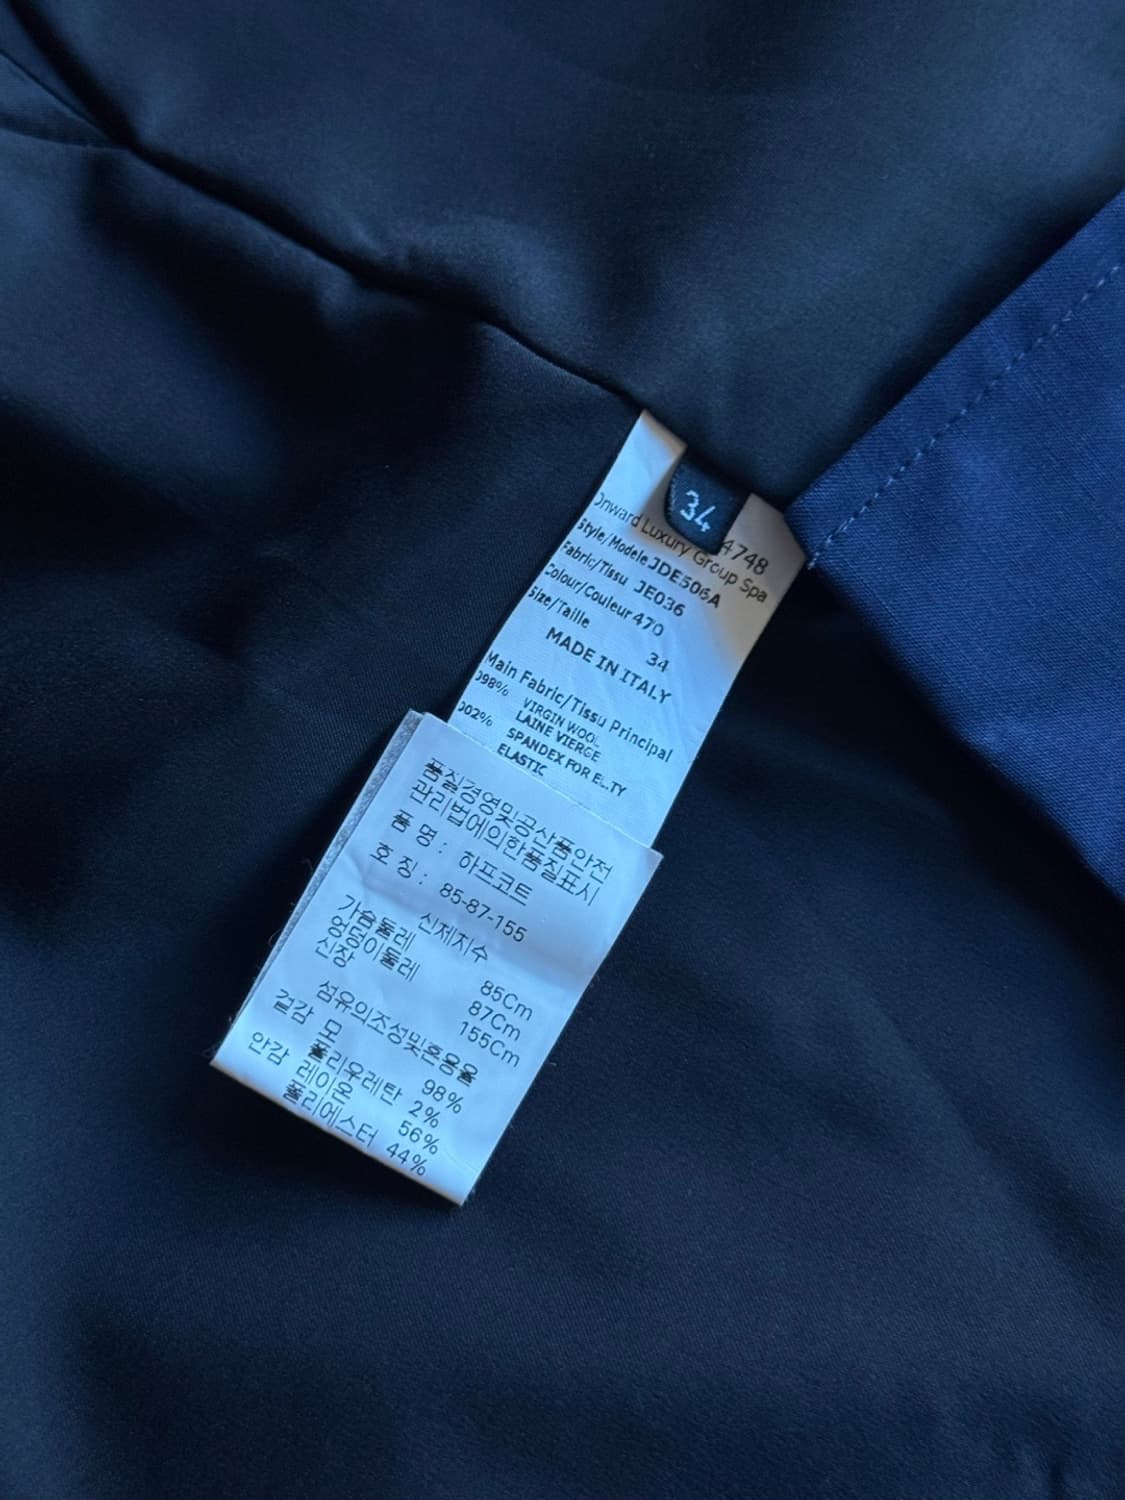 34
4748
Onward Luxury Group Spa
Style/Modele JDE506A
Fabric/Tissu JE036
Colour/Couleur 470
Size/Taille 34
MADE IN ITALY
Main Fabric/Tissu Principal
098% VIRGIN WOOL
LAINE VIERGE
002% SPANDEX FOR
ELASTIC
품질경영및공산품안전
관리법에의한품질표시
품 명 : 하프코트
호 칭 : 85-87-155
신체치수
가슴둘레 85Cm
엉덩이둘레 87Cm
신장 155Cm
섬유의조성및혼용율
겉감 모 98%
폴리우레탄 2%
안감 레이온 56%
폴리에스터 44%